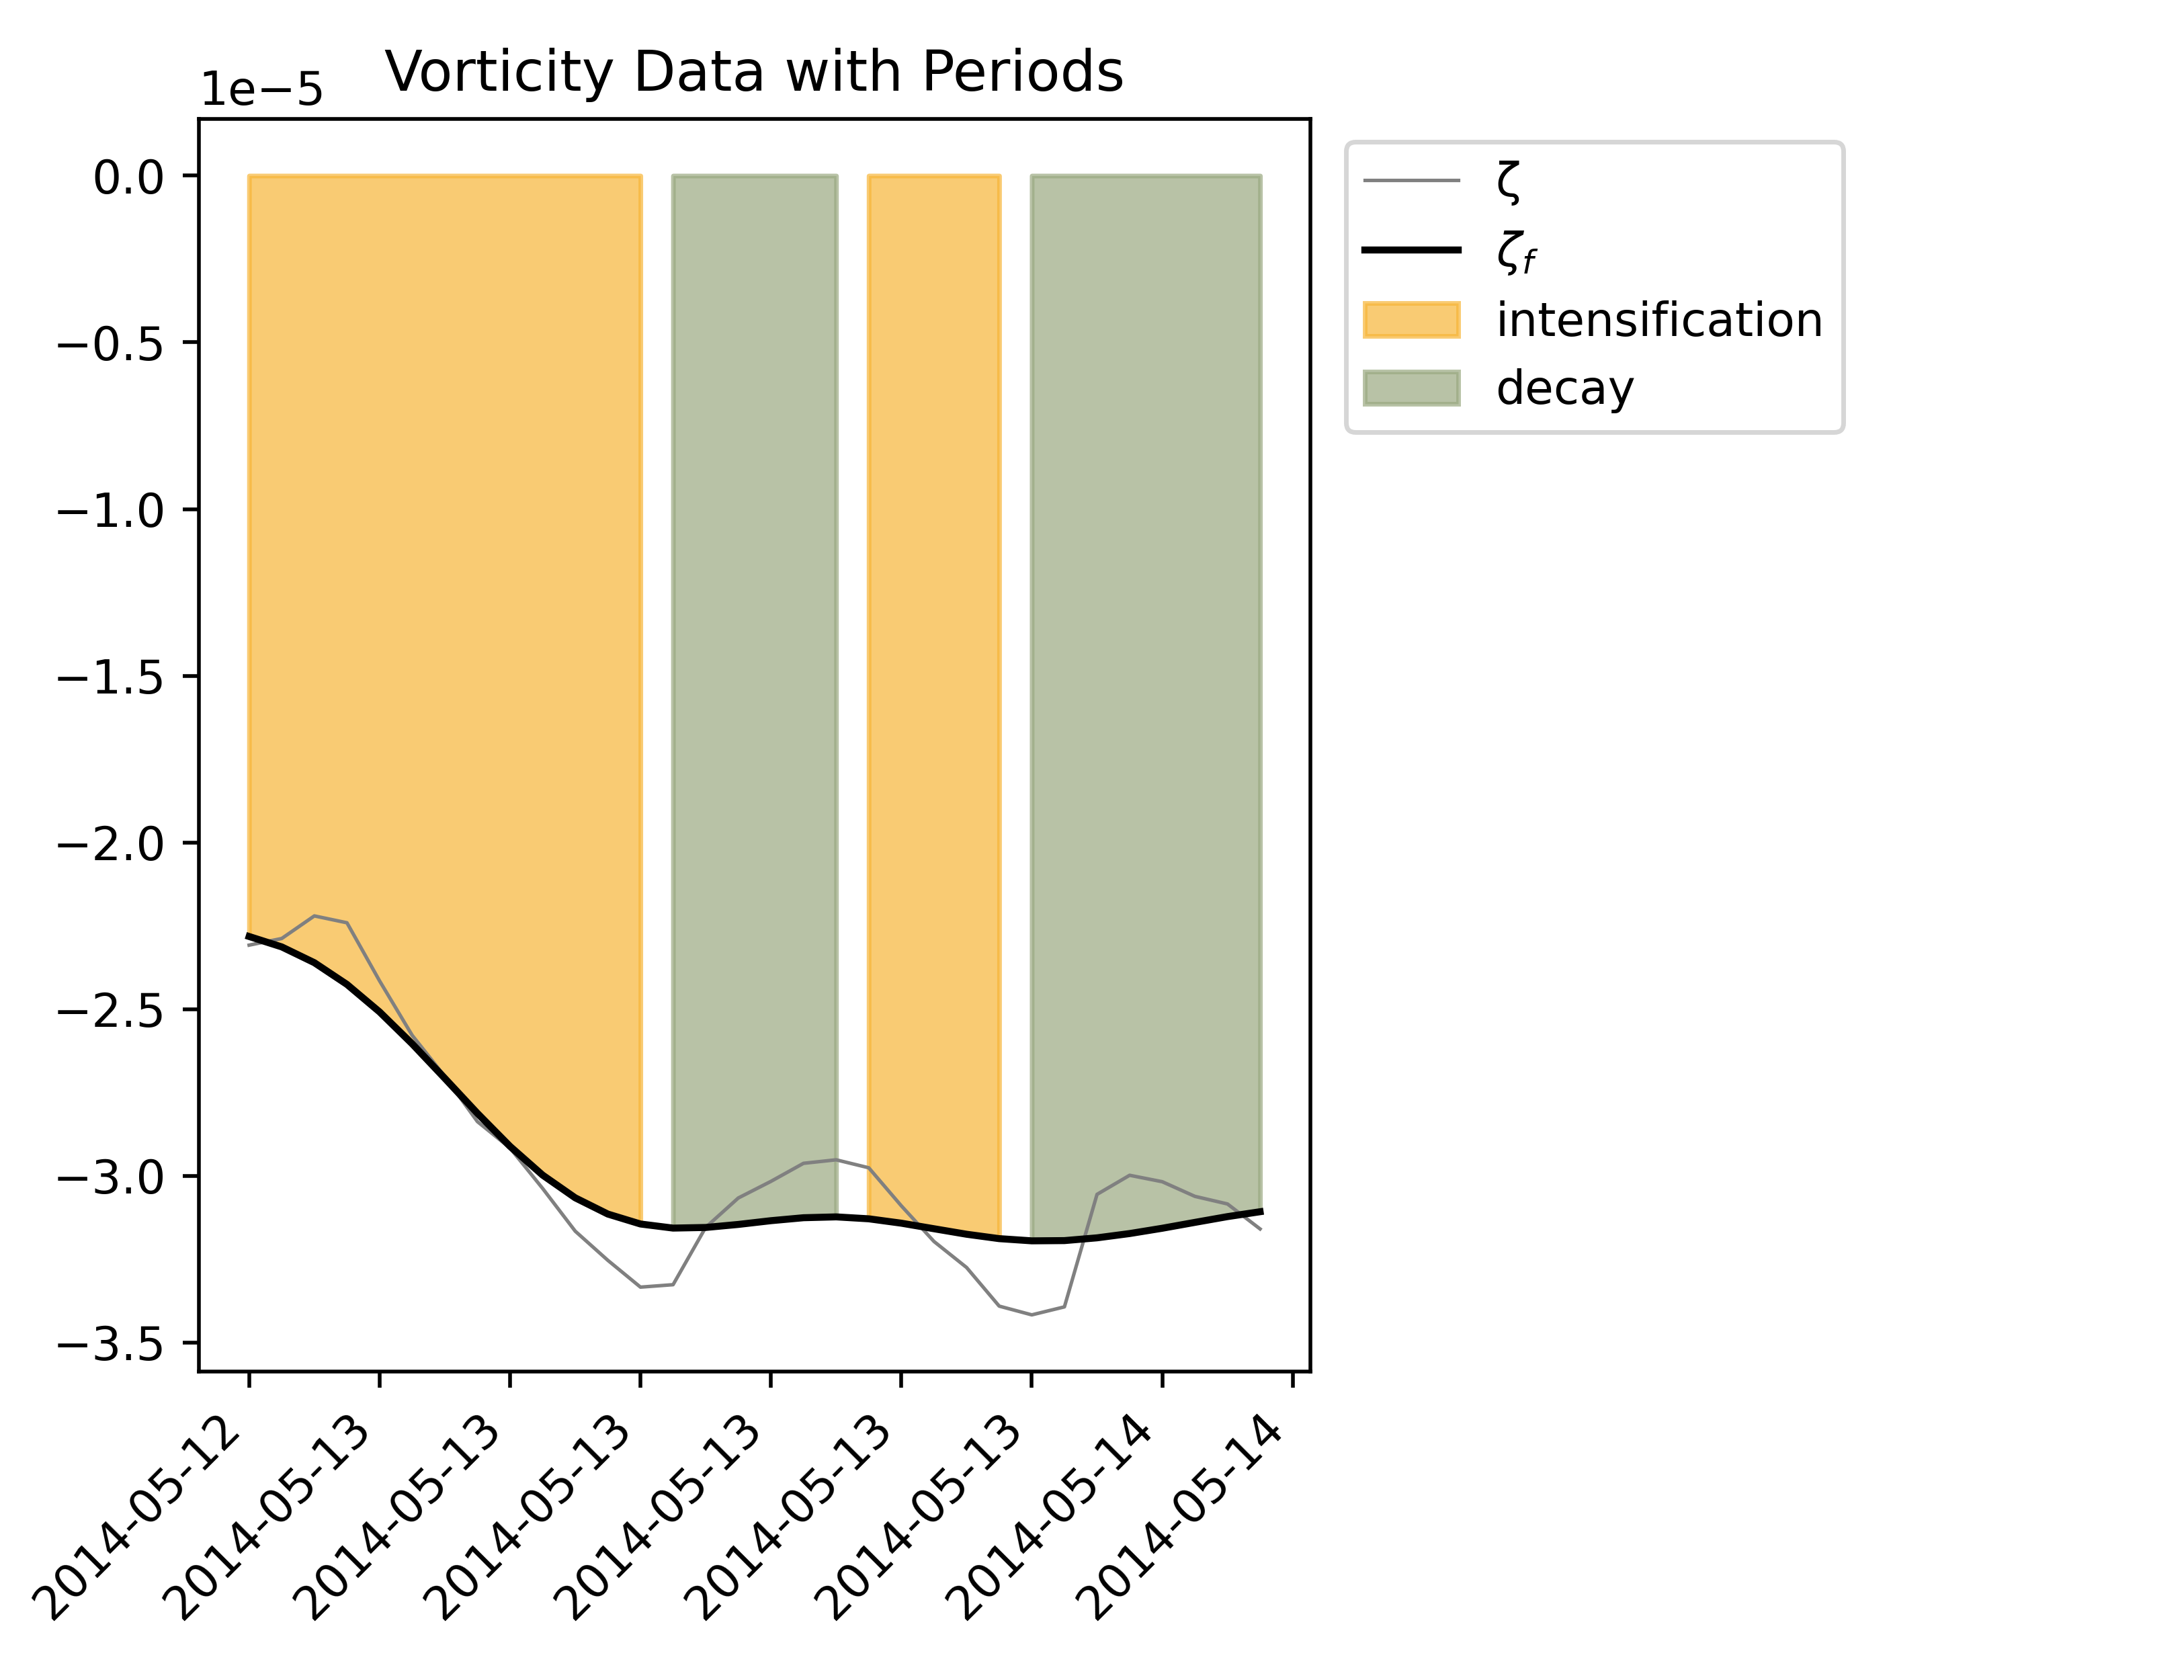 Vorticity Data with Periods
1e−5
0.0
−0.5
−1.0
−1.5
−2.0
−2.5
−3.0
−3.5
2014-05-12
2014-05-13
2014-05-13
2014-05-13
2014-05-13
2014-05-13
2014-05-13
2014-05-14
2014-05-14
ζ
ζf
intensification
decay